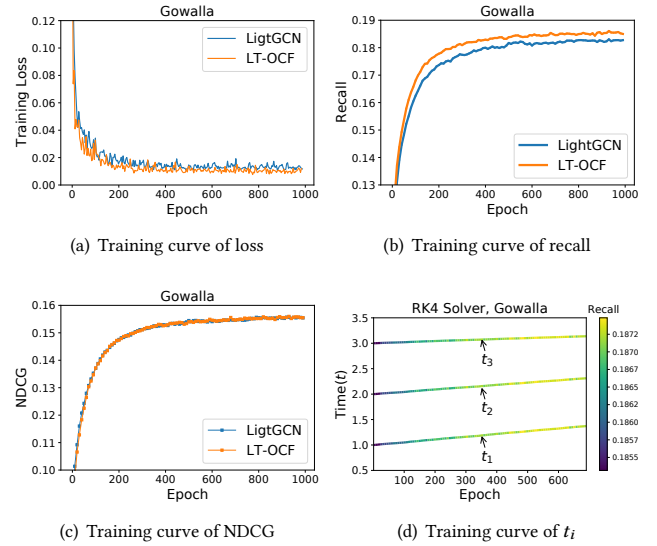 Gowalla
0.12
0.10
0.08
0.06
0.04
0.02
0.00
Training Loss
LigtGCN
LT-OCF
0 200 400 600 800 1000
Epoch
(a) Training curve of loss
Gowalla
0.19
0.18
0.17
0.16
0.15
0.14
0.13
Recall
LightGCN
LT-OCF
0 200 400 600 800 1000
Epoch
(b) Training curve of recall
Gowalla
0.16
0.15
0.14
0.13
0.12
0.11
0.10
NDCG
LigtGCN
LT-OCF
0 200 400 600 800 1000
Epoch
(c) Training curve of NDCG
RK4 Solver, Gowalla
3.5
3.0
2.5
2.0
1.5
1.0
0.5
Time(t)
t3
t2
t1
0 100 200 300 400 500 600
Epoch
Recall
0.1872
0.1870
0.1865
0.1863
0.1860
0.1857
0.1855
(d) Training curve of ti